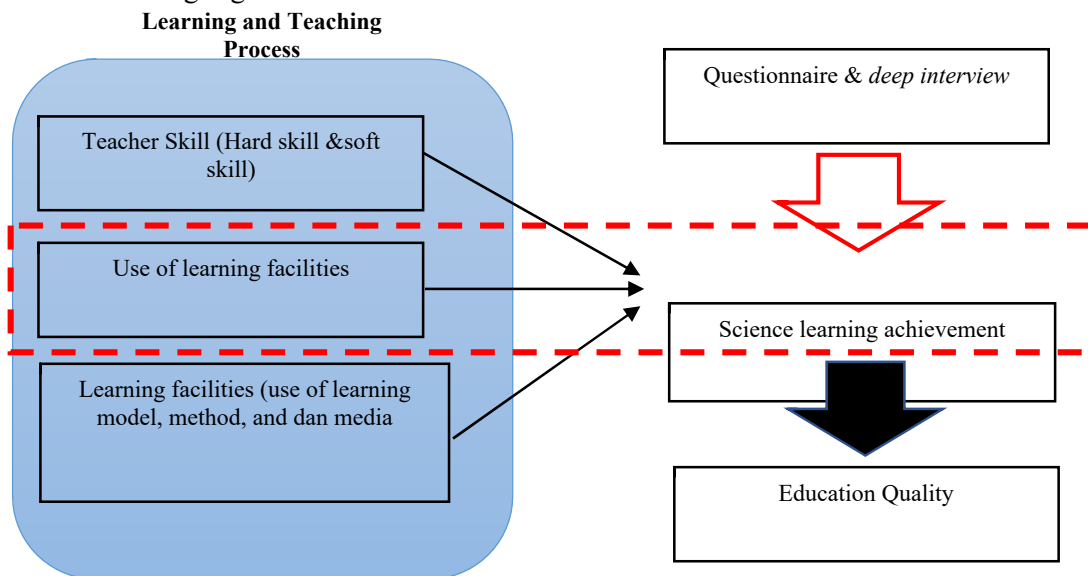 Learning and Teaching
Process
Questionnaire & deep interview
Teacher Skill (Hard skill &soft
skill)
Use of learning facilities
Science learning achievement
Learning facilities (use of learning
model, method, and dan media
Education Quality